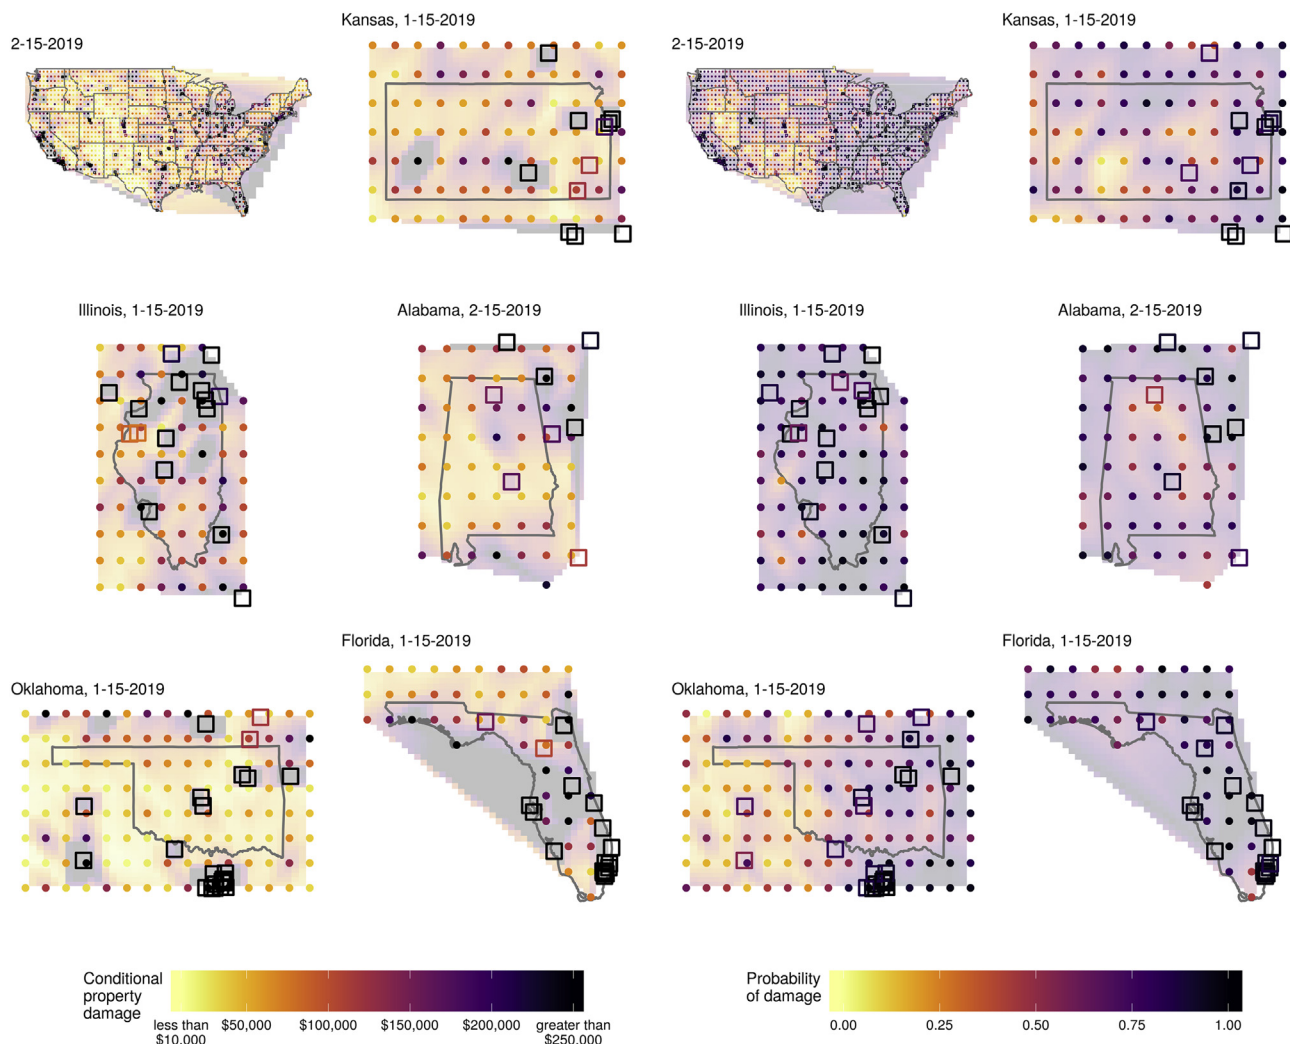 Kansas, 1-15-2019
2-15-2019
Kansas, 1-15-2019
2-15-2019
Illinois, 1-15-2019
Alabama, 2-15-2019
Illinois, 1-15-2019
Alabama, 2-15-2019
Florida, 1-15-2019
Oklahoma, 1-15-2019
Florida, 1-15-2019
Oklahoma, 1-15-2019
Conditional
property
damage
less than
$10,000
$50,000
$100,000
$150,000
$200,000
greater than
$250,000
Probability
of damage
0.00
0.25
0.50
0.75
1.00